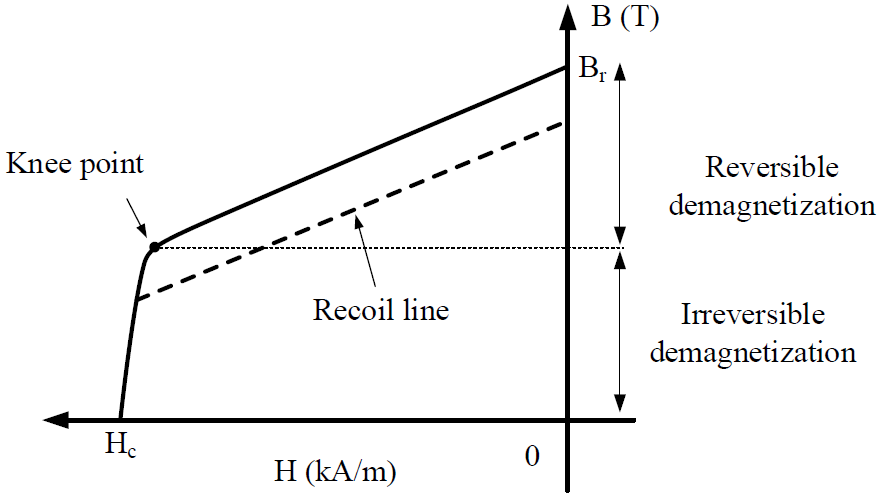 B (T)
Br
Knee point
Reversible
demagnetization
Recoil line
Irreversible
demagnetization
Hc
0
H (kA/m)